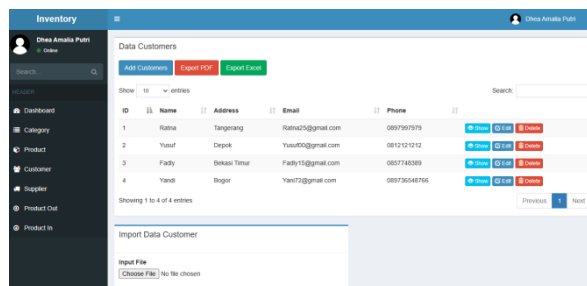 Inventory
Dhea Amalia Putri
Dhea Amalia Putri
Online
Search
HEADER
Dashboard
Category
Product
Customer
Supplier
Product Out
Product In
Data Customers
Add Customers Export PDF Export Excel
Show 10 entries Search:
ID Name Address Email Phone
1 Ratna Tangerang Ratna25@gmail.com 0897997979 Show Edit Delete
2 Yusuf Depok Yusuf00@gmail.com 0812121212 Show Edit Delete
3 Fadly Bekasi Timur Fadly15@gmail.com 0857748389 Show Edit Delete
4 Yandi Bogor Yani72@gmail.com 089736548766 Show Edit Delete
Showing 1 to 4 of 4 entries Previous 1 Next
Import Data Customer
Input File
Choose File No file chosen